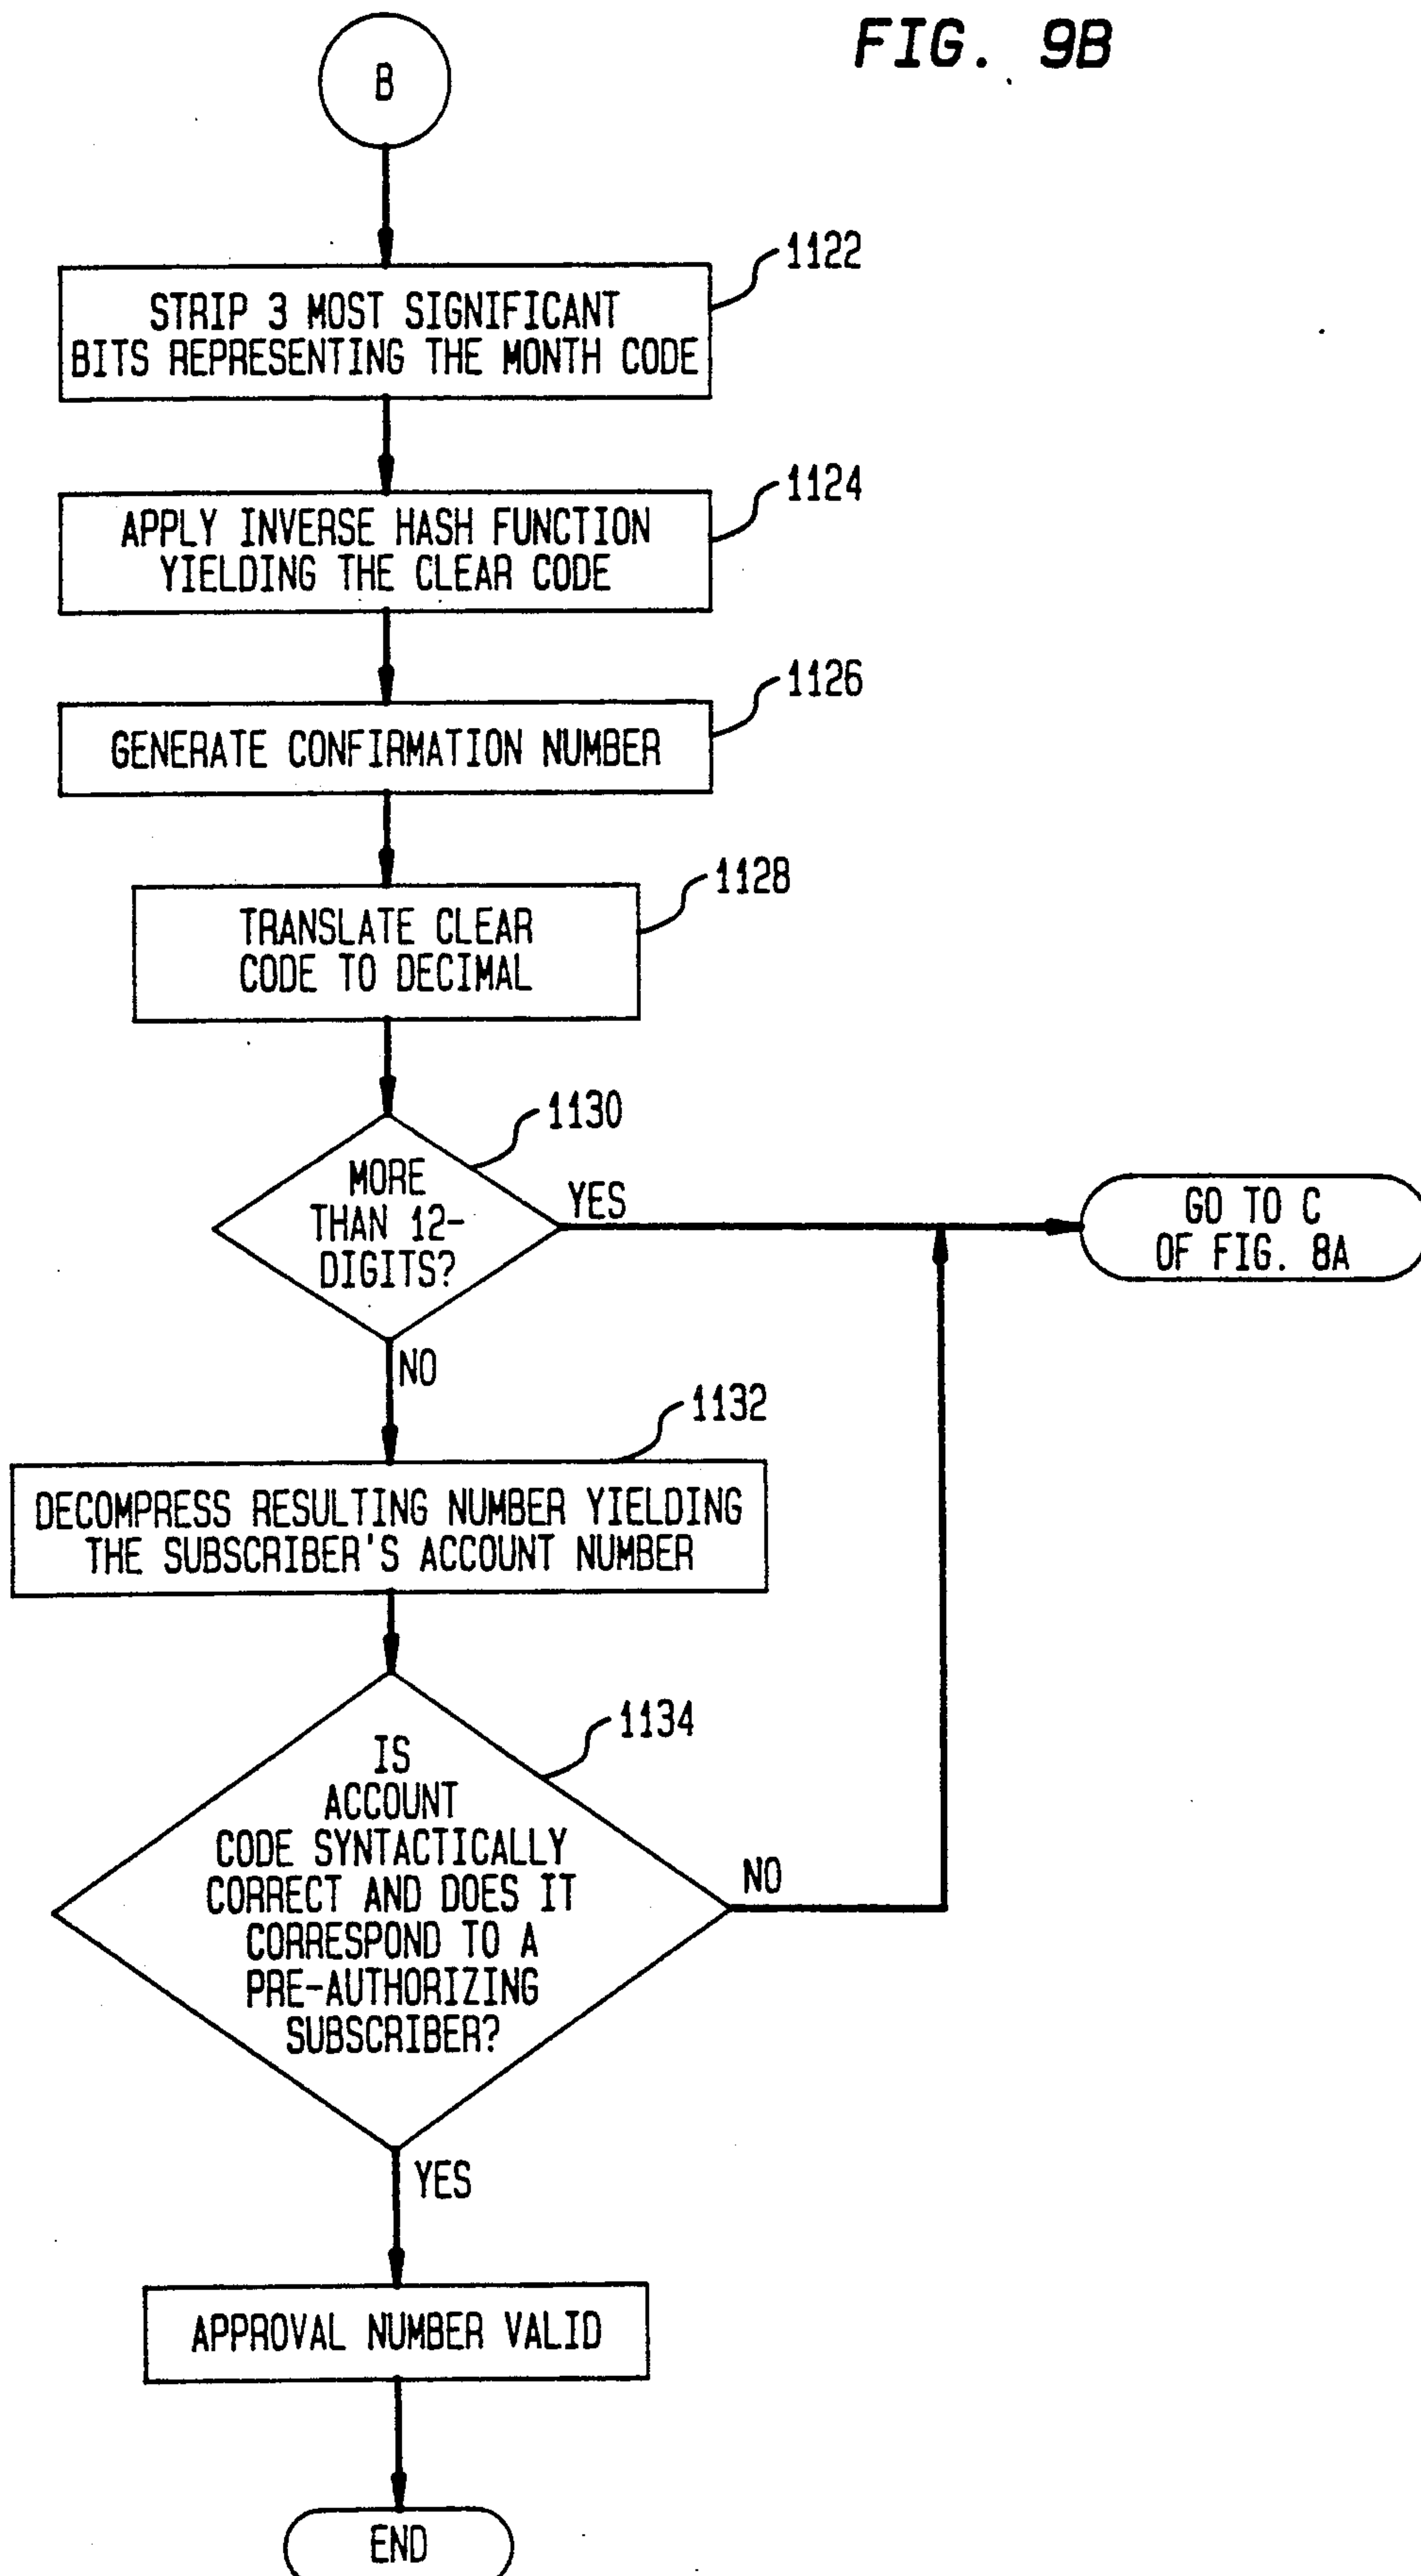 FIG. 9B
B
1122
STRIP 3 MOST SIGNIFICANT
BITS REPRESENTING THE MONTH CODE
1124
APPLY INVERSE HASH FUNCTION
YIELDING THE CLEAR CODE
1126
GENERATE CONFIRMATION NUMBER
1128
TRANSLATE CLEAR
CODE TO DECIMAL
1130
MORE
THAN 12-
DIGITS?
YES
GO TO C
OF FIG. 8A
NO
1132
DECOMPRESS RESULTING NUMBER YIELDING
THE SUBSCRIBER'S ACCOUNT NUMBER
1134
IS
ACCOUNT
CODE SYNTACTICALLY
CORRECT AND DOES IT
CORRESPOND TO A
PRE-AUTHORIZING
SUBSCRIBER?
NO
YES
APPROVAL NUMBER VALID
END